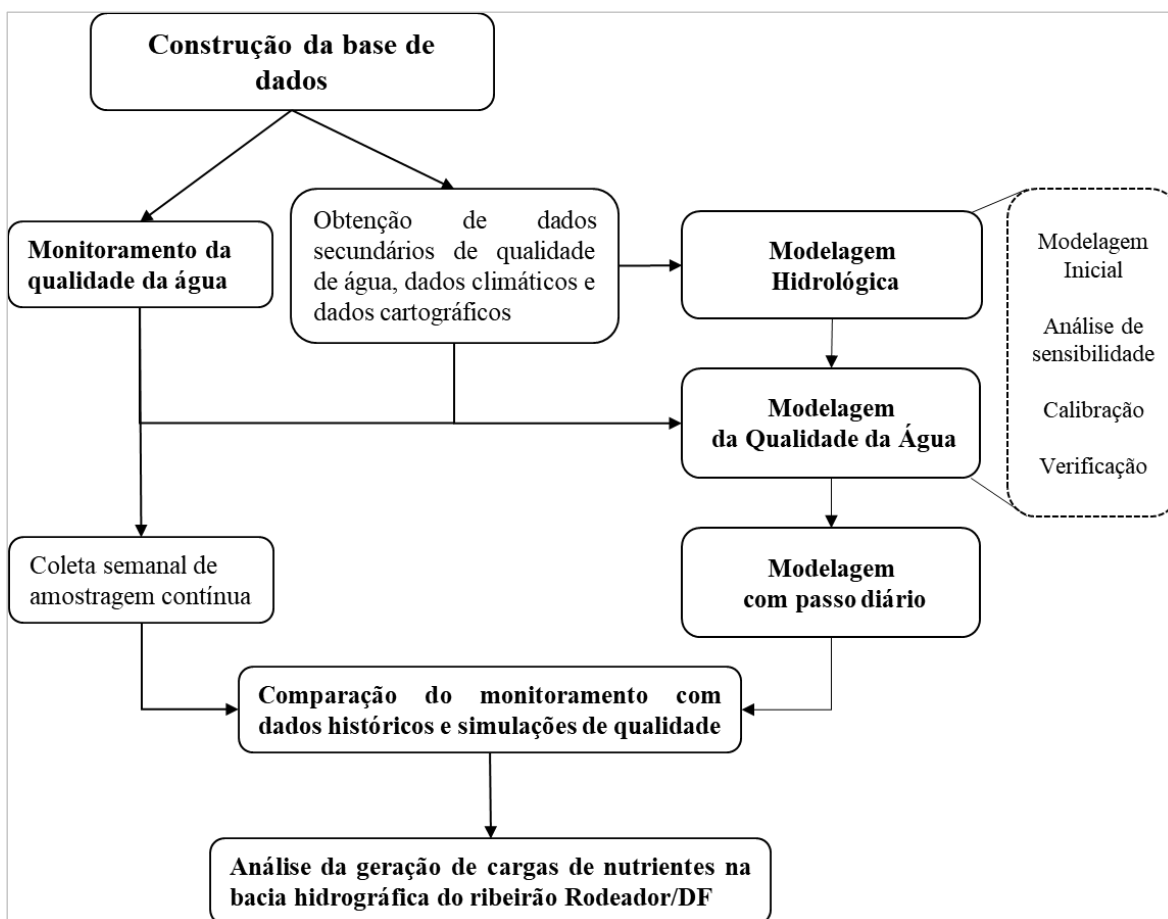 Construção da base de
dados
Monitoramento da
qualidade da água
Obtenção de dados
secundários de qualidade
de água, dados climáticos e
dados cartográficos
Modelagem
Hidrológica
Modelagem
Inicial
Análise de
sensibilidade
Calibração
Verificação
Modelagem
da Qualidade da Água
Coleta semanal de
amostragem contínua
Modelagem
com passo diário
Comparação do monitoramento com
dados históricos e simulações de qualidade
Análise da geração de cargas de nutrientes na
bacia hidrográfica do ribeirão Rodeador/DF